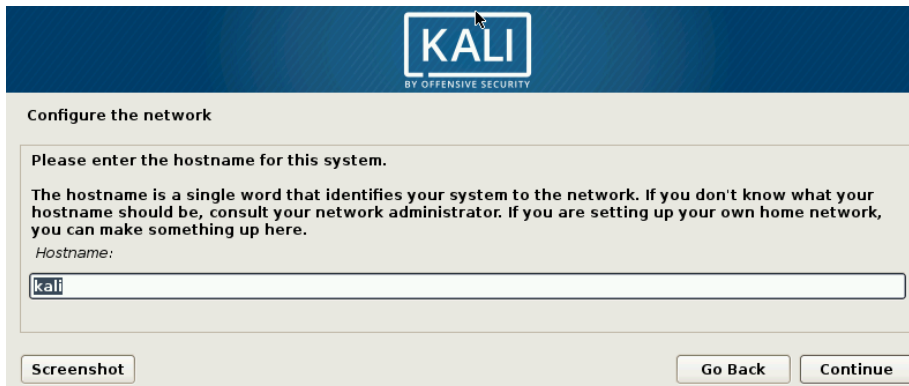 KALI
BY OFFENSIVE SECURITY
Configure the network
Please enter the hostname for this system.
The hostname is a single word that identifies your system to the network. If you don't know what your
hostname should be, consult your network administrator. If you are setting up your own home network,
you can make something up here.
Hostname:
kali
Screenshot
Go Back
Continue